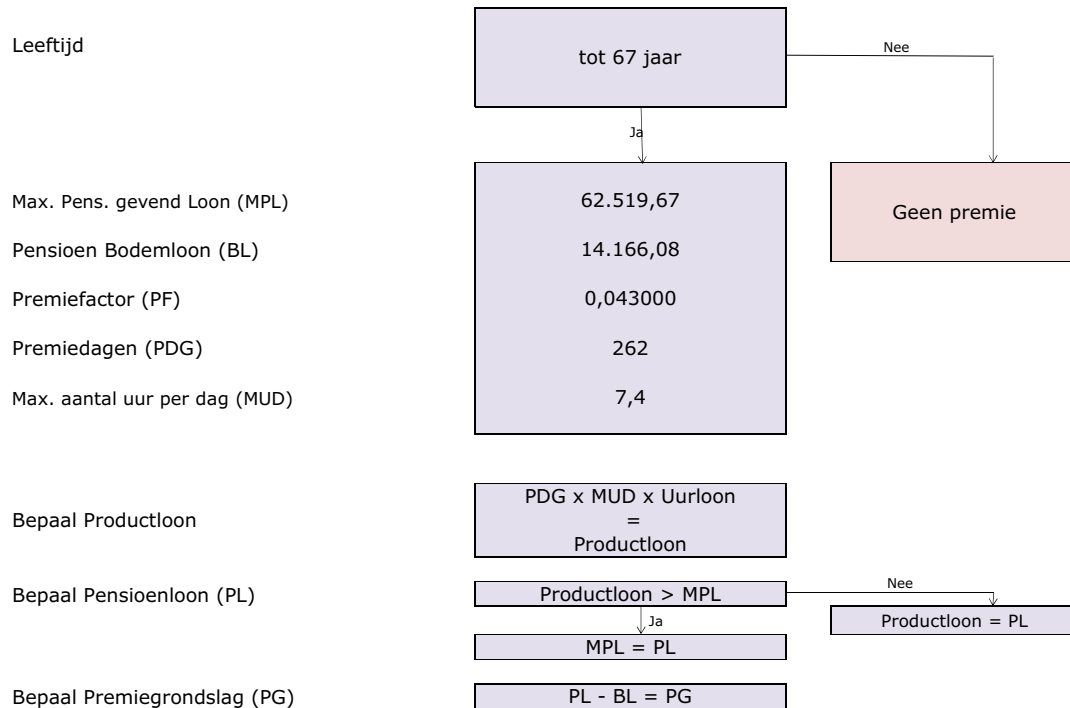 Leeftijd
tot 67 jaar
Nee
Ja
Max. Pens. gevend Loon (MPL)
62.519,67
Geen premie
Pensioen Bodemloon (BL)
14.166,08
Premiefactor (PF)
0,043000
Premiedagen (PDG)
262
Max. aantal uur per dag (MUD)
7,4
Bepaal Productloon
PDG x MUD x Uurloon
=
Productloon
Bepaal Pensioenloon (PL)
Productloon > MPL
Nee
Productloon = PL
Ja
MPL = PL
Bepaal Premiegrondslag (PG)
PL - BL = PG